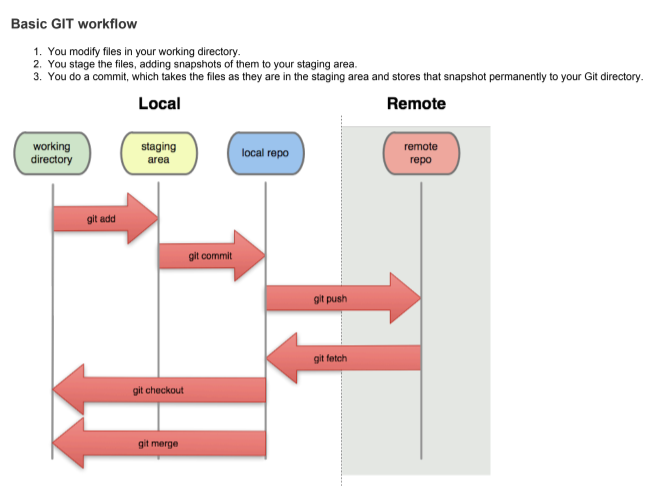 Basic GIT workflow
1. You modify files in your working directory.
2. You stage the files, adding snapshots of them to your staging area.
3. You do a commit, which takes the files as they are in the staging area and stores that snapshot permanently to your Git directory.
Local
Remote
working
directory
staging
area
local repo
remote
repo
git add
git commit
git push
git fetch
git checkout
git merge